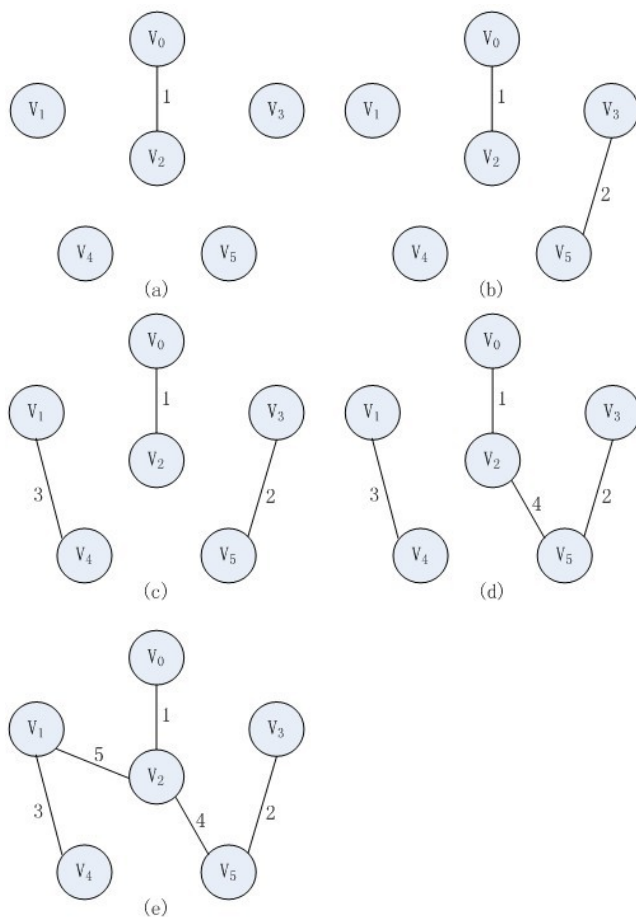 V₀ V₀
1 1
V₁ V₃ V₁ V₃
V₂ V₂
2
V₄ V₅ V₄ V₅
(a) (b)
V₀ V₀
1 1
V₁ V₃ V₁ V₃
V₂ V₂
3 2 3 4 2
V₄ V₅ V₄ V₅
(c) (d)
V₀
1
V₁ V₃
5
V₂
3 4 2
V₄ V₅
(e)